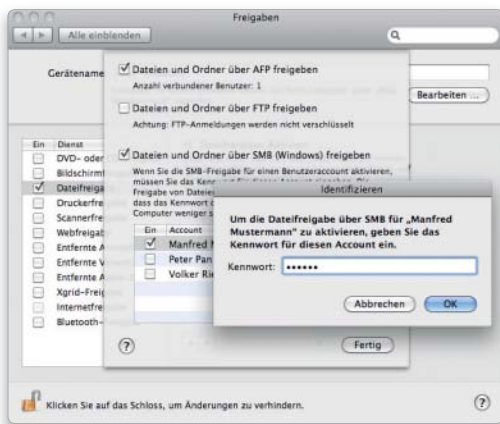 Freigaben
Alle einblenden
Gerätename
Bearbeiten ...
Dateien und Ordner über AFP freigeben
Anzahl verbundener Benutzer: 1
Dateien und Ordner über FTP freigeben
Achtung: FTP-Anmeldungen werden nicht verschlüsselt
Dateien und Ordner über SMB (Windows) freigeben
Wenn Sie die SMB-Freigabe für einen Benutzeraccount aktivieren,
müssen Sie das
Freigabe von Dateien
dass das Kennwort
Computer weniger
Ein Account
Manfred
Peter Pan
Volker
Ein Dienst
DVD- oder
Bildschirmf
Dateifreiga
Druckerfre
Scannerfre
Webfreigab
Entfernte
Entfernte
Entfernte
Xgrid-Freig
Internetfre
Bluetooth-
Identifizieren
Um die Dateifreigabe über SMB für „Manfred
Mustermann“ zu aktivieren, geben Sie das
Kennwort für diesen Account ein.
Kennwort: ••••••
Abbrechen
OK
?
Fertig
Klicken Sie auf das Schloss, um Änderungen zu verhindern.
?